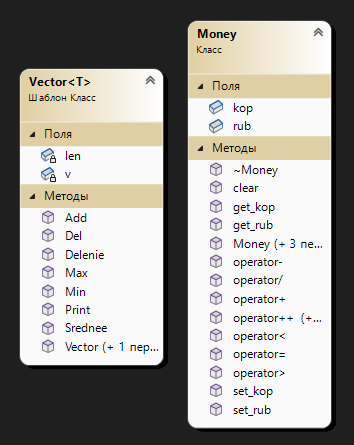 Vector<T>
Шаблон Класс
Поля
len
v
Методы
Add
Del
Delenie
Max
Min
Print
Srednee
Vector (+ 1 пер...
Money
Класс
Поля
kop
rub
Методы
~Money
clear
get_kop
get_rub
Money (+ 3 пе...
operator-
operator/
operator+
operator++ (+...
operator<
operator=
operator>
set_kop
set_rub